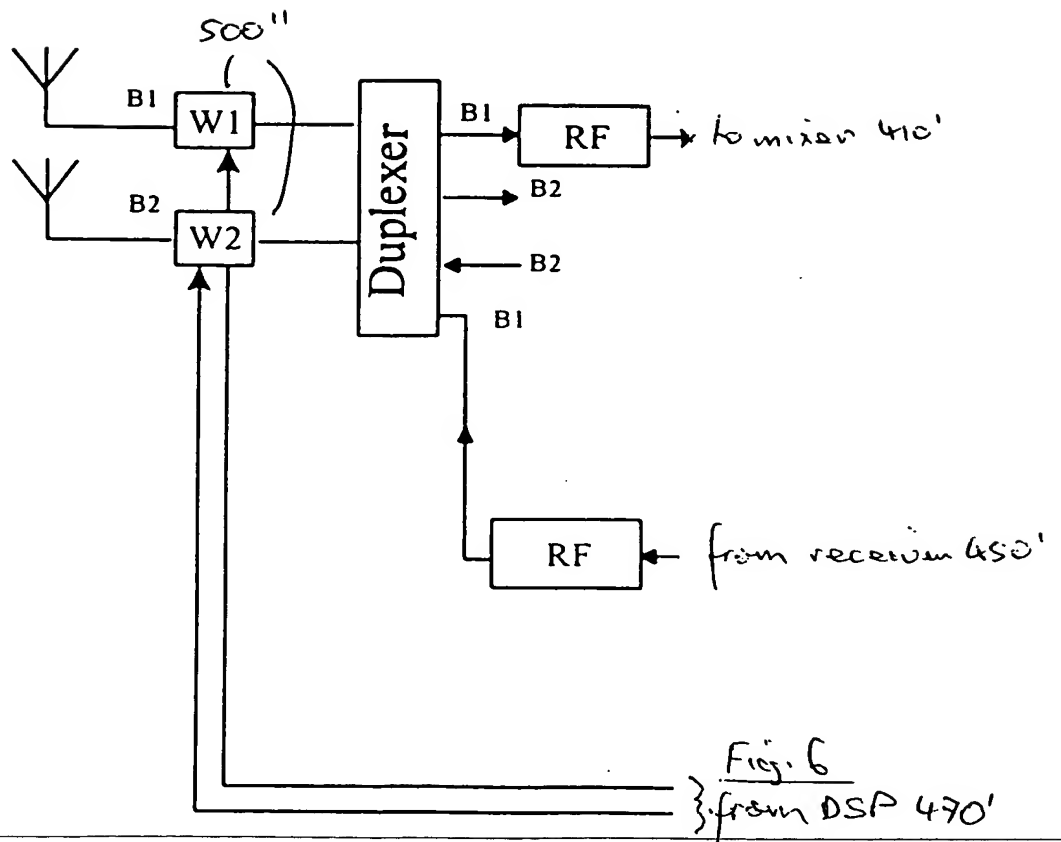 500"
B1
W1
B2
W2
Duplexer
B1
RF
to mixer 410'
B2
B2
B1
RF
from receiver 450'
Fig. 6
from DSP 470'